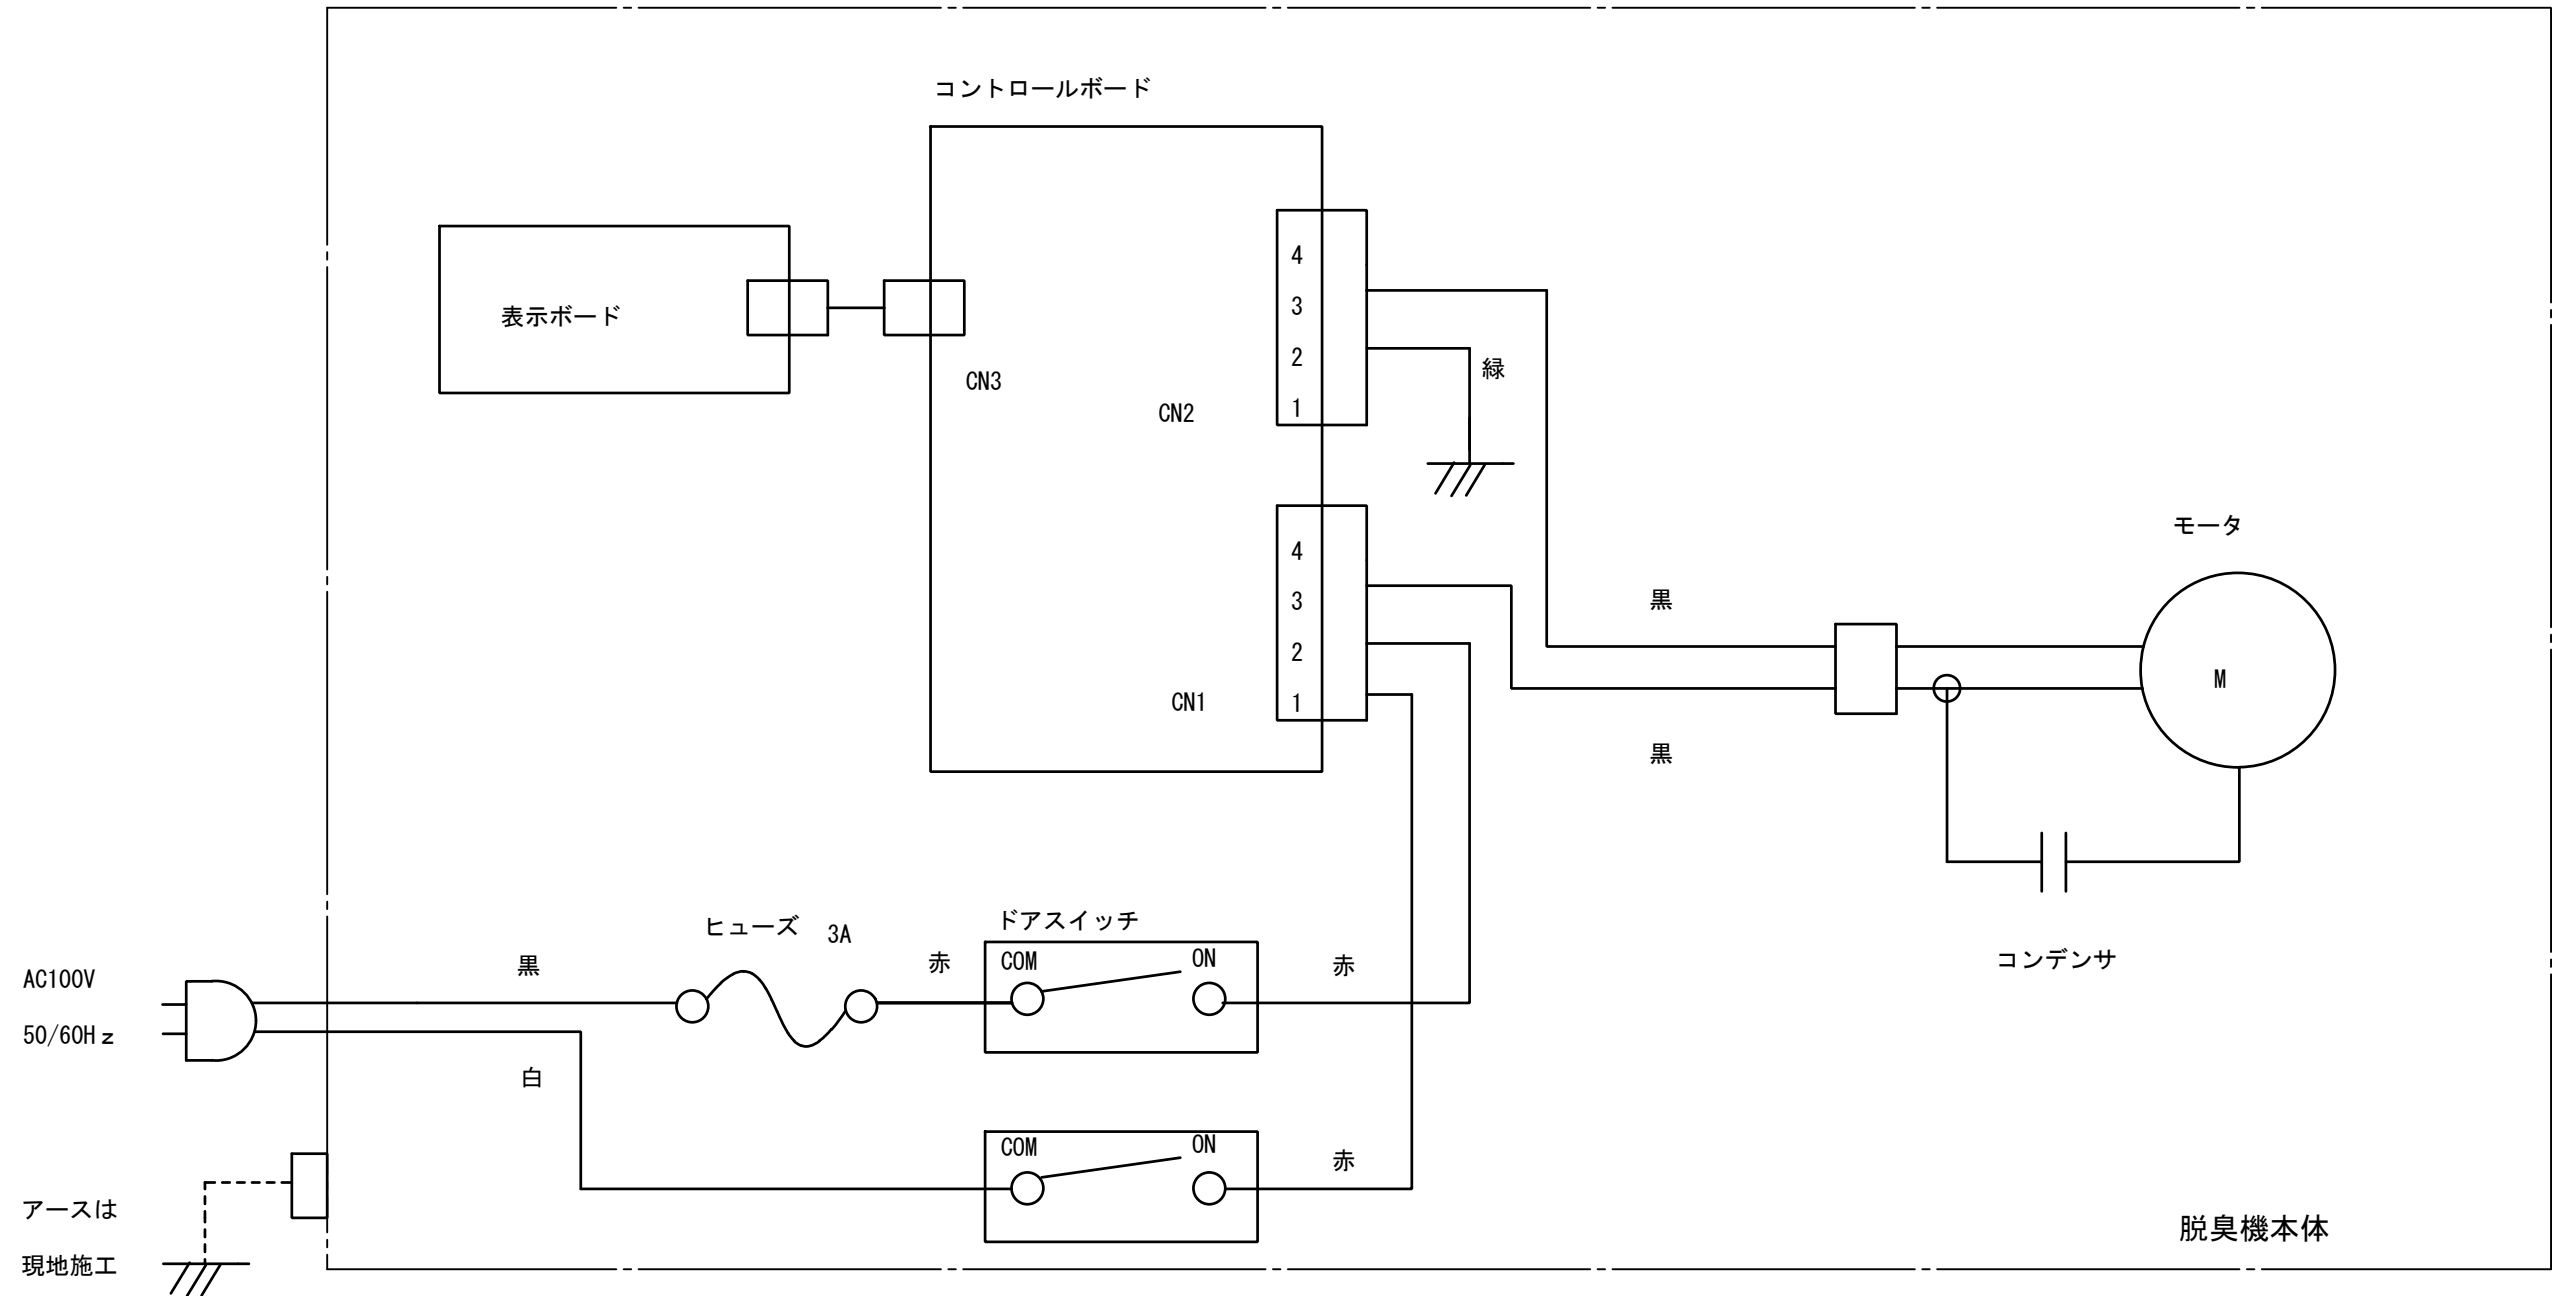 コントロールボード
表示ボード
CN3
CN2
4
3
2
1
緑
CN1
4
3
2
1
モータ
M
黒
黒
コンデンサ
ヒューズ 3A
ドアスイッチ
AC100V
50/60Hz
黒
赤
COM
ON
赤
白
COM
ON
赤
アースは
現地施工
脱臭機本体